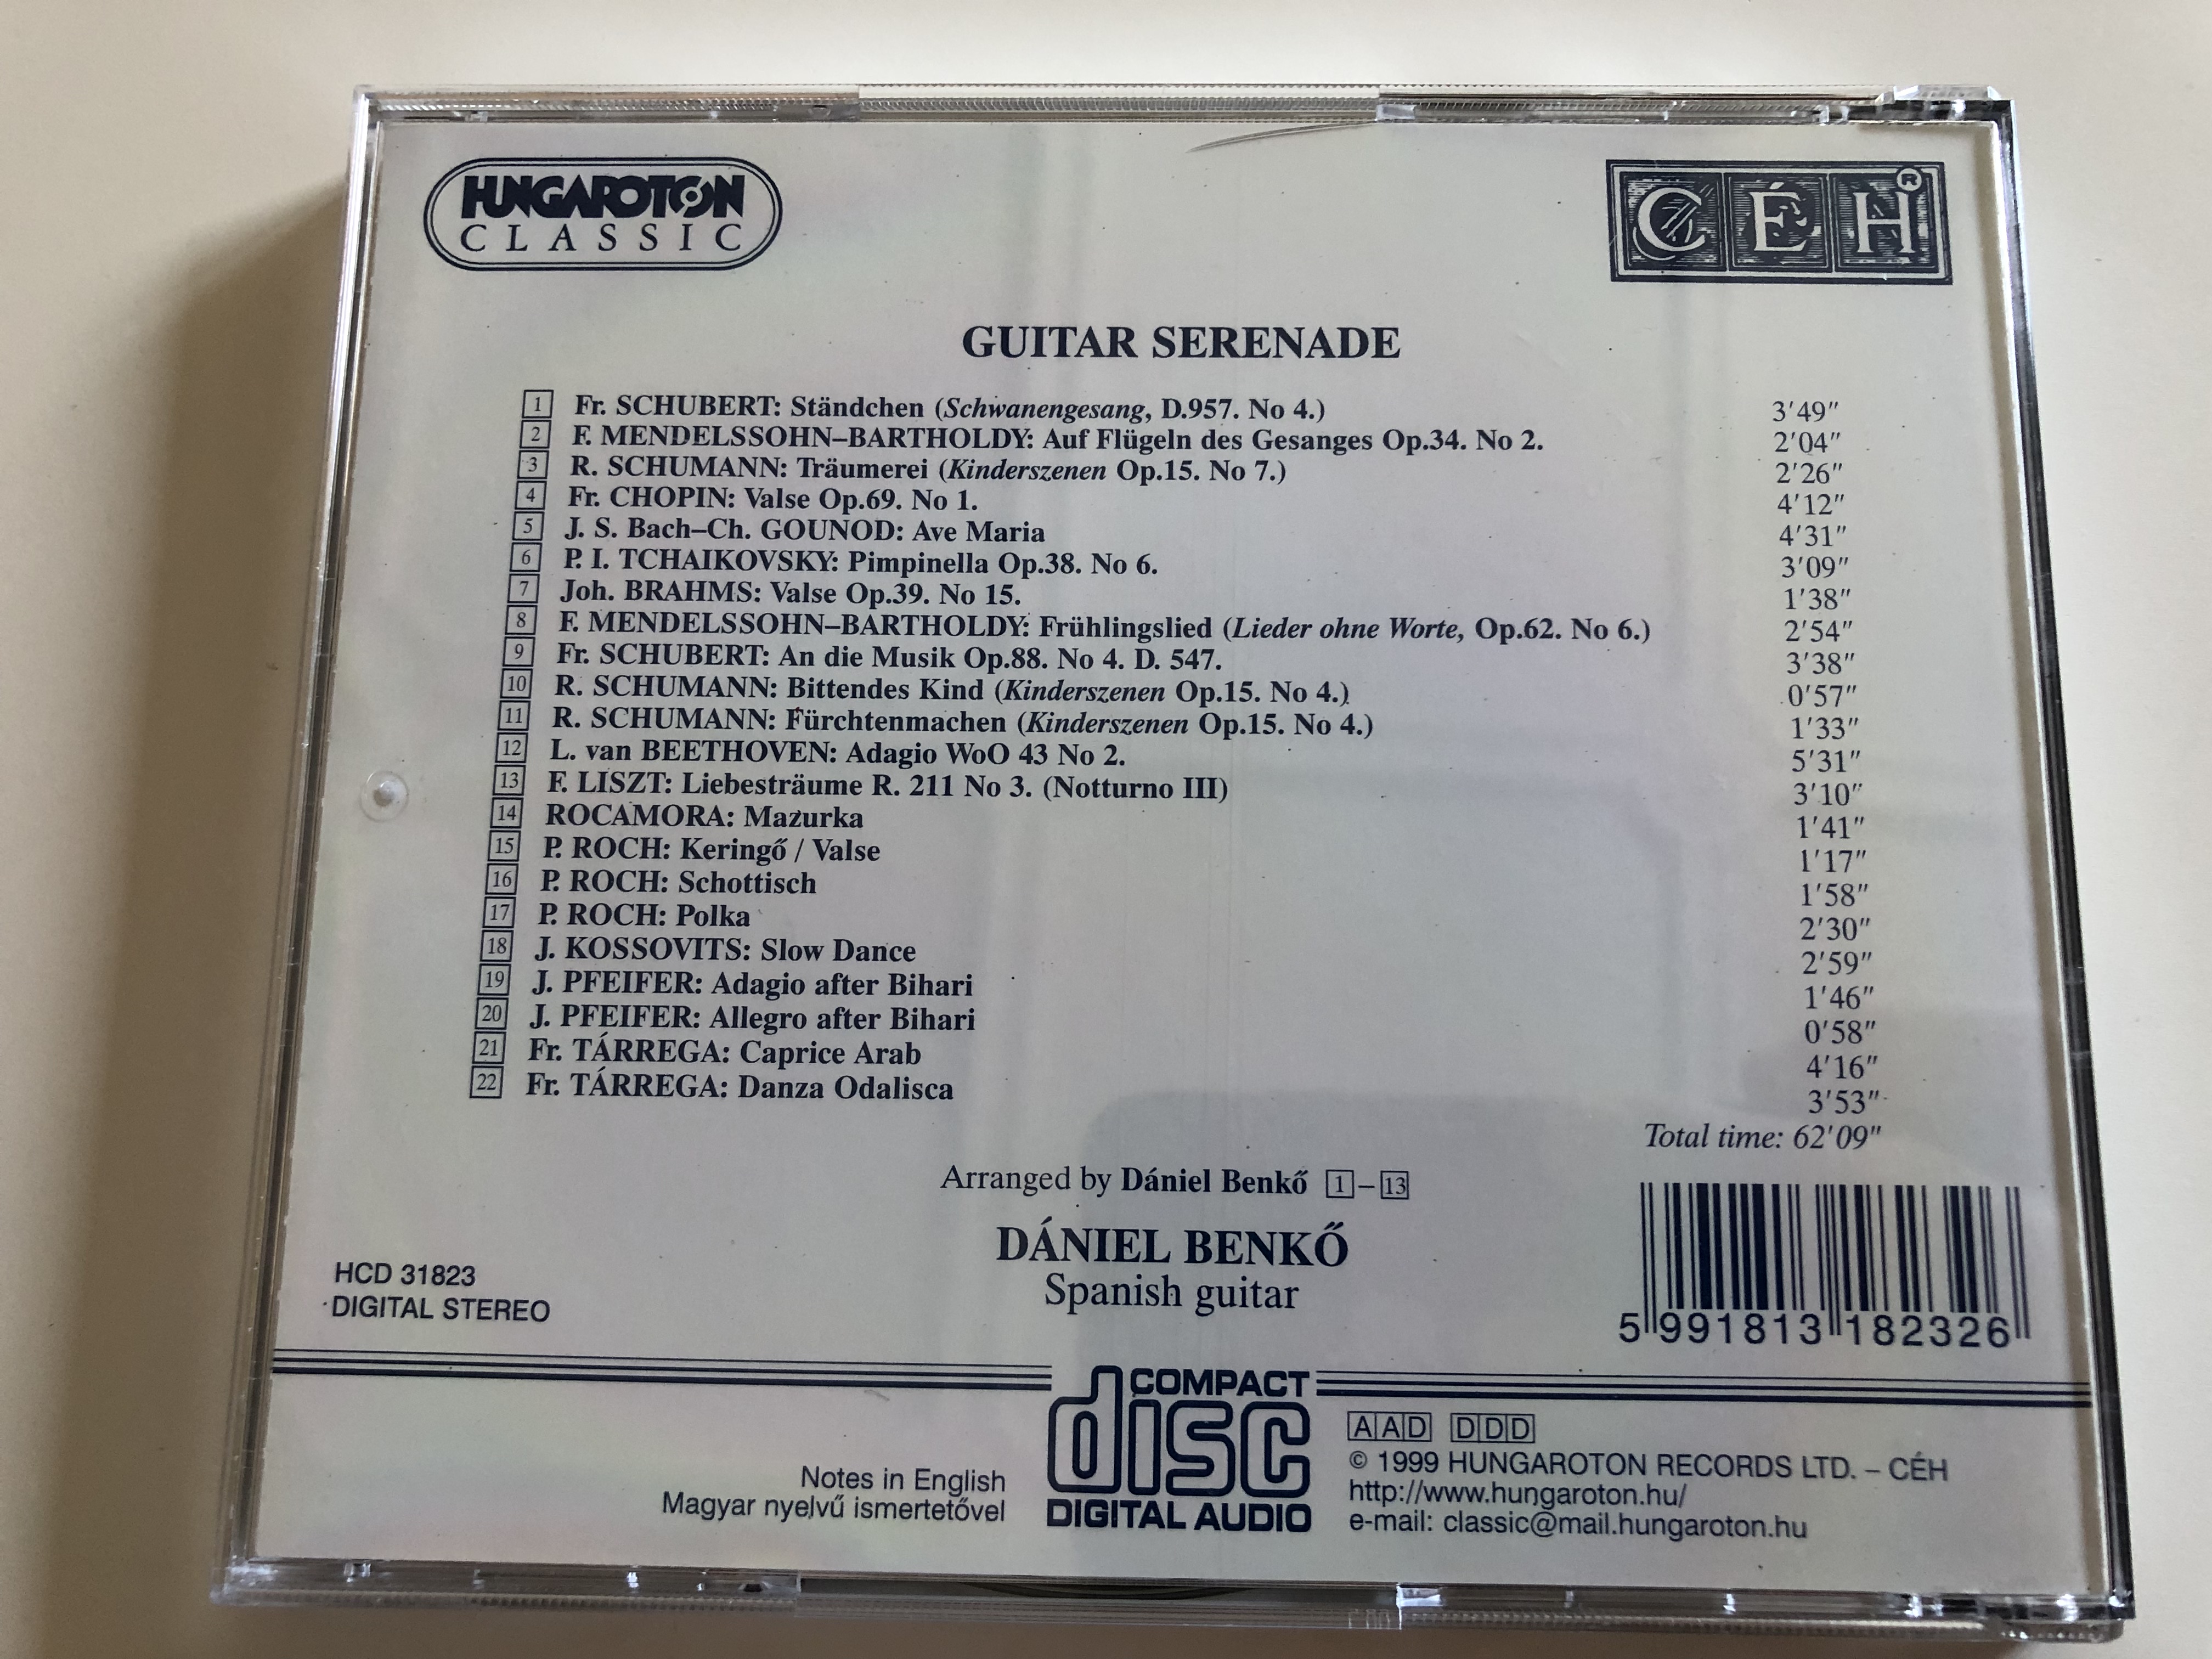 HUNGAROTON
CLASSIC
CÉH®
GUITAR SERENADE
1 Fr. SCHUBERT: Ständchen (Schwanengesang, D.957. No 4.) 3'49"
2 F. MENDELSSOHN–BARTHOLDY: Auf Flügeln des Gesanges Op.34. No 2. 2'04"
3 R. SCHUMANN: Träumerei (Kinderszenen Op.15. No 7.) 2'26"
4 Fr. CHOPIN: Valse Op.69. No 1. 4'12"
5 J. S. Bach–Ch. GOUNOD: Ave Maria 4'31"
6 P. I. TCHAIKOVSKY: Pimpinella Op.38. No 6. 3'09"
7 Joh. BRAHMS: Valse Op.39. No 15. 1'38"
8 F. MENDELSSOHN–BARTHOLDY: Frühlingslied (Lieder ohne Worte, Op.62. No 6.) 2'54"
9 Fr. SCHUBERT: An die Musik Op.88. No 4. D. 547. 3'38"
10 R. SCHUMANN: Bittendes Kind (Kinderszenen Op.15. No 4.) 0'57"
11 R. SCHUMANN: Fürchtenmachen (Kinderszenen Op.15. No 4.) 1'33"
12 L. van BEETHOVEN: Adagio WoO 43 No 2. 5'31"
13 F. LISZT: Liebesträume R. 211 No 3. (Notturno III) 3'10"
14 ROCAMORA: Mazurka 1'41"
15 P. ROCH: Keringő / Valse 1'17"
16 P. ROCH: Schottisch 1'58"
17 P. ROCH: Polka 2'30"
18 J. KOSSOVITS: Slow Dance 2'59"
19 J. PFEIFER: Adagio after Bihari 1'46"
20 J. PFEIFER: Allegro after Bihari 0'58"
21 Fr. TÁRREGA: Caprice Arab 4'16"
22 Fr. TÁRREGA: Danza Odalisca 3'53"
Total time: 62'09"
Arranged by Dániel Benkő 1–13
DÁNIEL BENKŐ
Spanish guitar
HCD 31823
DIGITAL STEREO
5 991813 182326
Notes in English
Magyar nyelvű ismertetővel
COMPACT
disc
DIGITAL AUDIO
AAD DDD
© 1999 HUNGAROTON RECORDS LTD. – CÉH
http://www.hungaroton.hu/
e-mail: classic@mail.hungaroton.hu